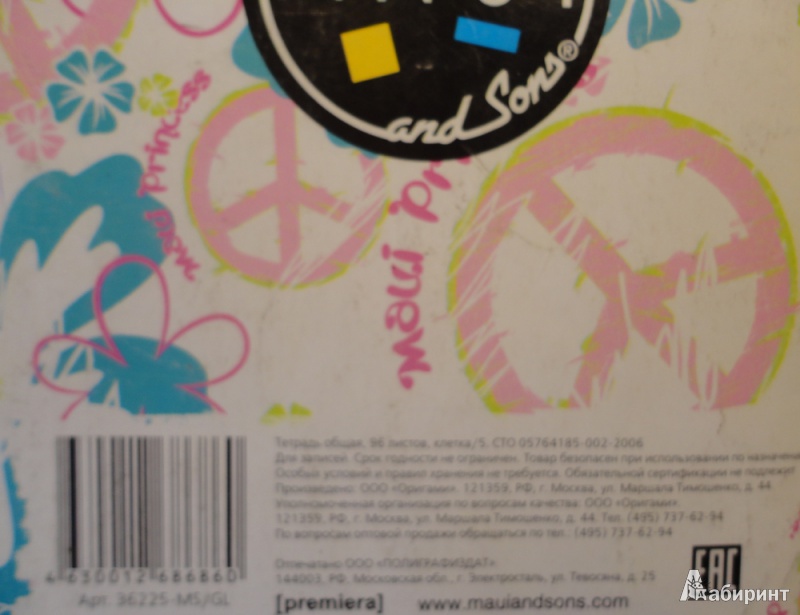 and Sons®
maui princess
maui pr
Тетрадь общая, 96 листов, клетка/5. СТО 05764185-002-2006
Для записей. Срок годности не ограничен. Товар безопасен при использовании по назначени
Особый условий и правил хранения не требуется. Обязательной сертификации не подлежит
Произведено: ООО «Оригами». 121359, РФ, г. Москва, ул. Маршала Тимошенко, д. 44.
Уполномоченная организация по вопросам качества: ООО «Оригами».
121359, РФ, г. Москва, ул. Маршала Тимошенко, д. 44. Тел. (495) 737-62-94
По вопросам оптовой продажи обращаться по тел.: (495) 737-62-94
Отпечатано ООО «ПОЛИГРАФИЗДАТ».
144003, РФ, Московская обл., г. Электросталь, ул. Тевосяна, д. 25
4 630012 686860
Арт. 36225-MS/GL
[premiera] www.mauiandsons.com
EAC
Лабиринт